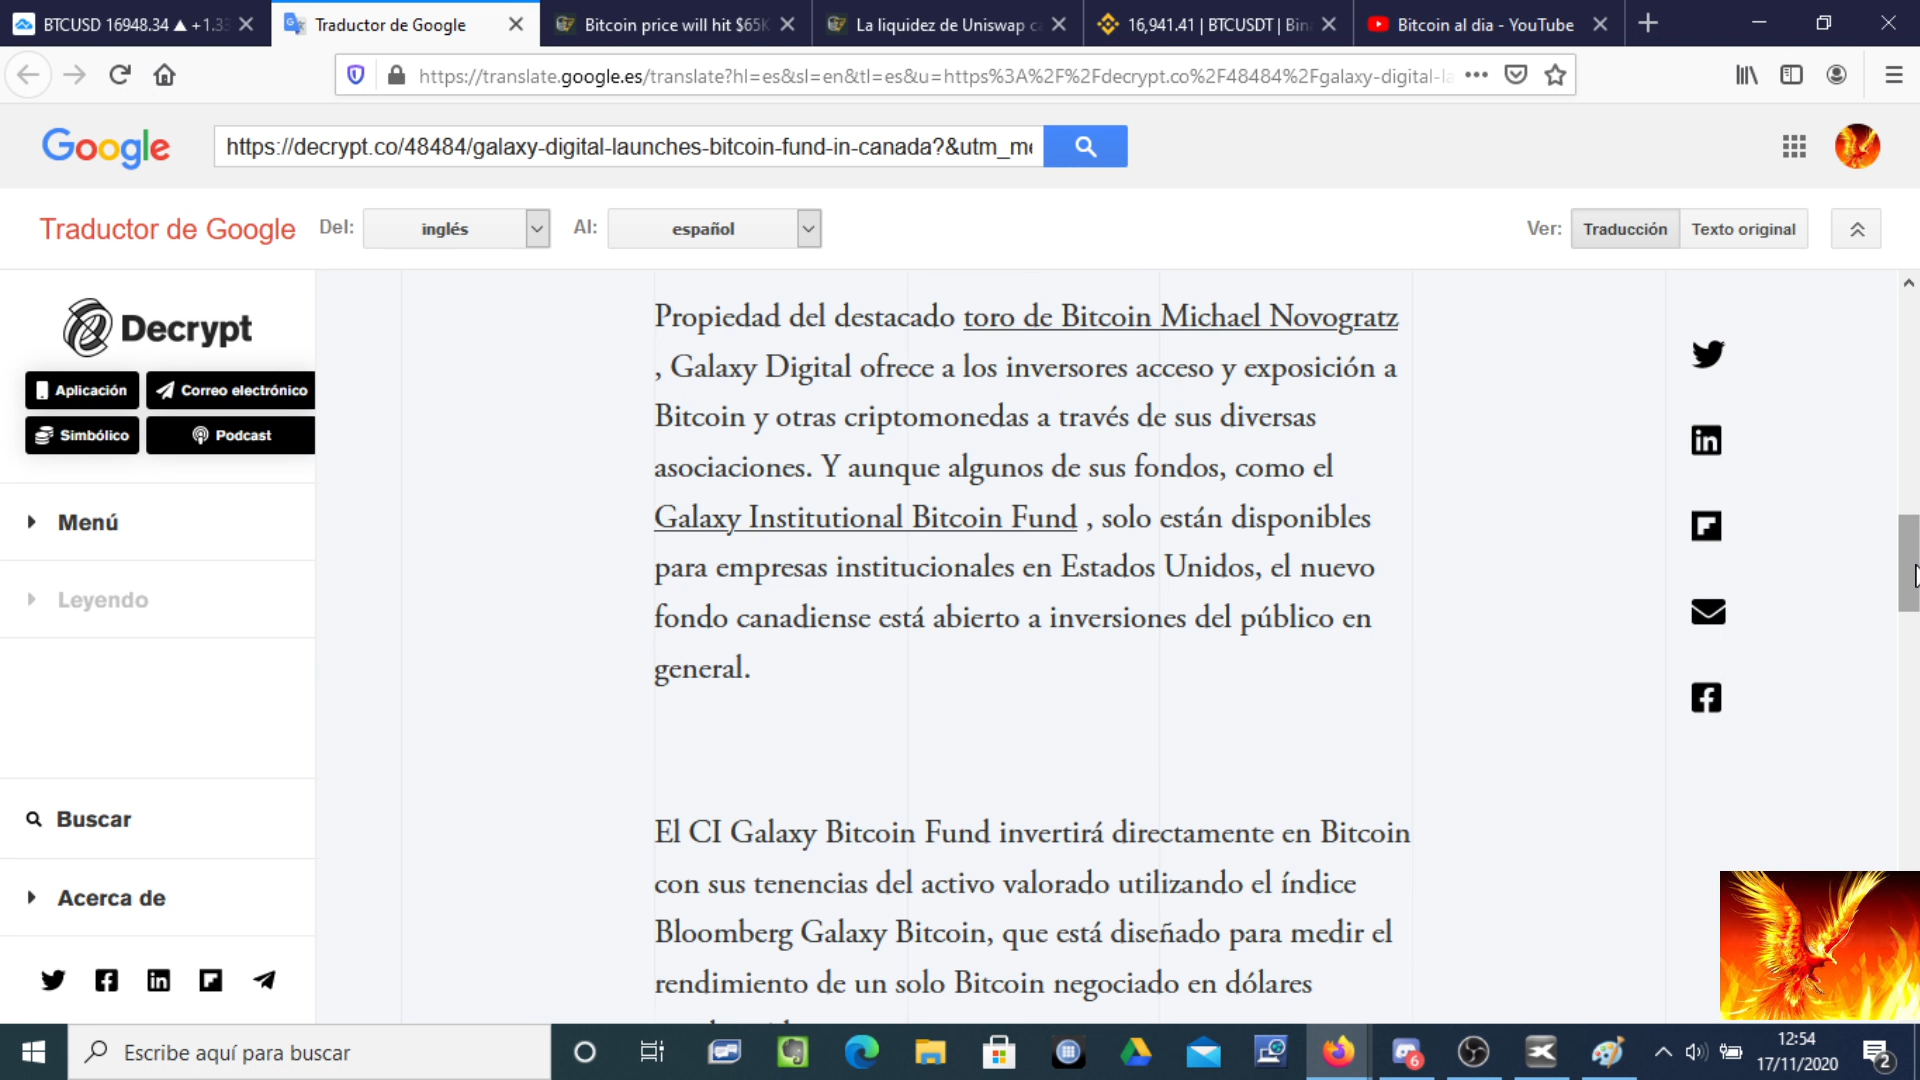 BTCUSD 16948.34 ▲ +1.33
Traductor de Google
Bitcoin price will hit $65K
La liquidez de Uniswap ca
16,941.41 | BTCUSDT | Bin
Bitcoin al dia - YouTube
https://translate.google.es/translate?hl=es&sl=en&tl=es&u=https%3A%2F%2Fdecrypt.co%2F48484%2Fgalaxy-digital-la
Google
https://decrypt.co/48484/galaxy-digital-launches-bitcoin-fund-in-canada?&utm_me
Traductor de Google
Del:
inglés
Al:
español
Ver:
Traducción
Texto original
Decrypt
Aplicación
Correo electrónico
Simbólico
Podcast
Menú
Leyendo
Buscar
Acerca de
Propiedad del destacado toro de Bitcoin Michael Novogratz
, Galaxy Digital ofrece a los inversores acceso y exposición a
Bitcoin y otras criptomonedas a través de sus diversas
asociaciones. Y aunque algunos de sus fondos, como el
Galaxy Institutional Bitcoin Fund , solo están disponibles
para empresas institucionales en Estados Unidos, el nuevo
fondo canadiense está abierto a inversiones del público en
general.
El CI Galaxy Bitcoin Fund invertirá directamente en Bitcoin
con sus tenencias del activo valorado utilizando el índice
Bloomberg Galaxy Bitcoin, que está diseñado para medir el
rendimiento de un solo Bitcoin negociado en dólares
Escribe aquí para buscar
6
12:54
17/11/2020
2